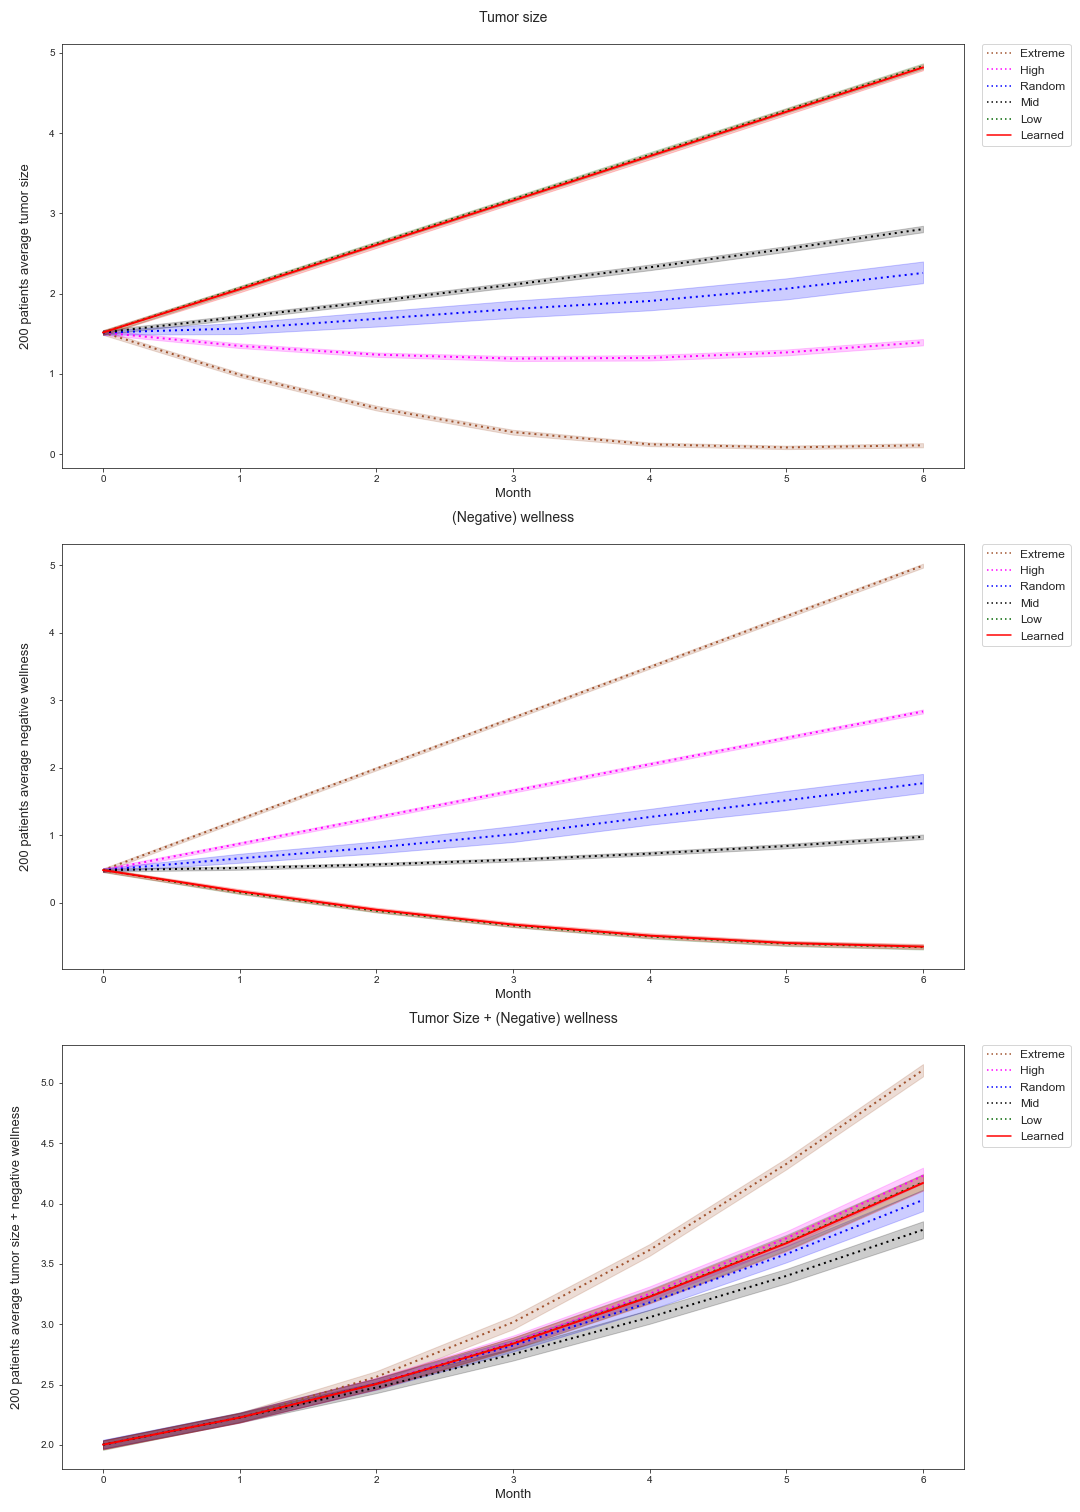 Tumor size
200 patients average tumor size
5
4
3
2
1
0
0 1 2 3 4 5 6
Month
Extreme
High
Random
Mid
Low
Learned
(Negative) wellness
200 patients average negative wellness
5
4
3
2
1
0
0 1 2 3 4 5 6
Month
Extreme
High
Random
Mid
Low
Learned
Tumor Size + (Negative) wellness
200 patients average tumor size + negative wellness
5.0
4.5
4.0
3.5
3.0
2.5
2.0
0 1 2 3 4 5 6
Month
Extreme
High
Random
Mid
Low
Learned